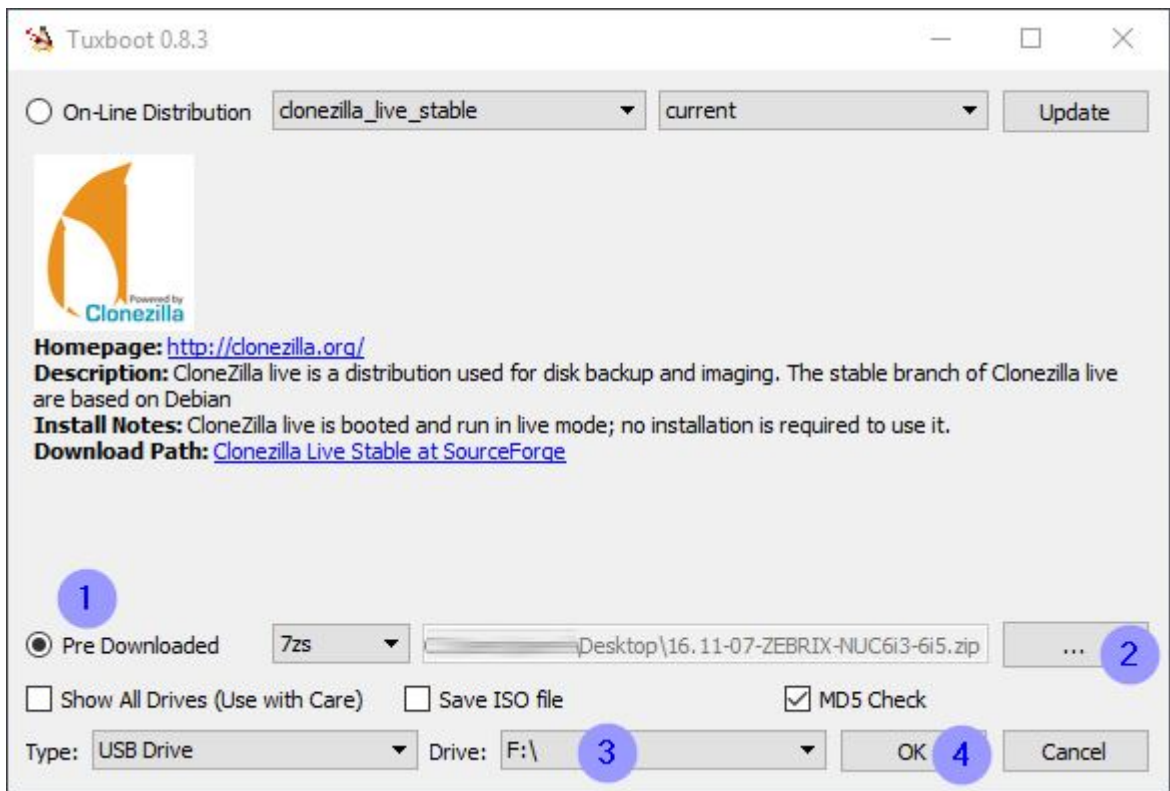 Tuxboot 0.8.3
On-Line Distribution clonezilla_live_stable current Update
Powered by
Clonezilla
Homepage: http://clonezilla.org/
Description: CloneZilla live is a distribution used for disk backup and imaging. The stable branch of Clonezilla live
are based on Debian
Install Notes: CloneZilla live is booted and run in live mode; no installation is required to use it.
Download Path: Clonezilla Live Stable at SourceForge
1
Pre Downloaded 7zs \Desktop\16.11-07-ZEBRIX-NUC6i3-6i5.zip ... 2
Show All Drives (Use with Care) Save ISO file MD5 Check
Type: USB Drive Drive: F:\ 3 OK 4 Cancel